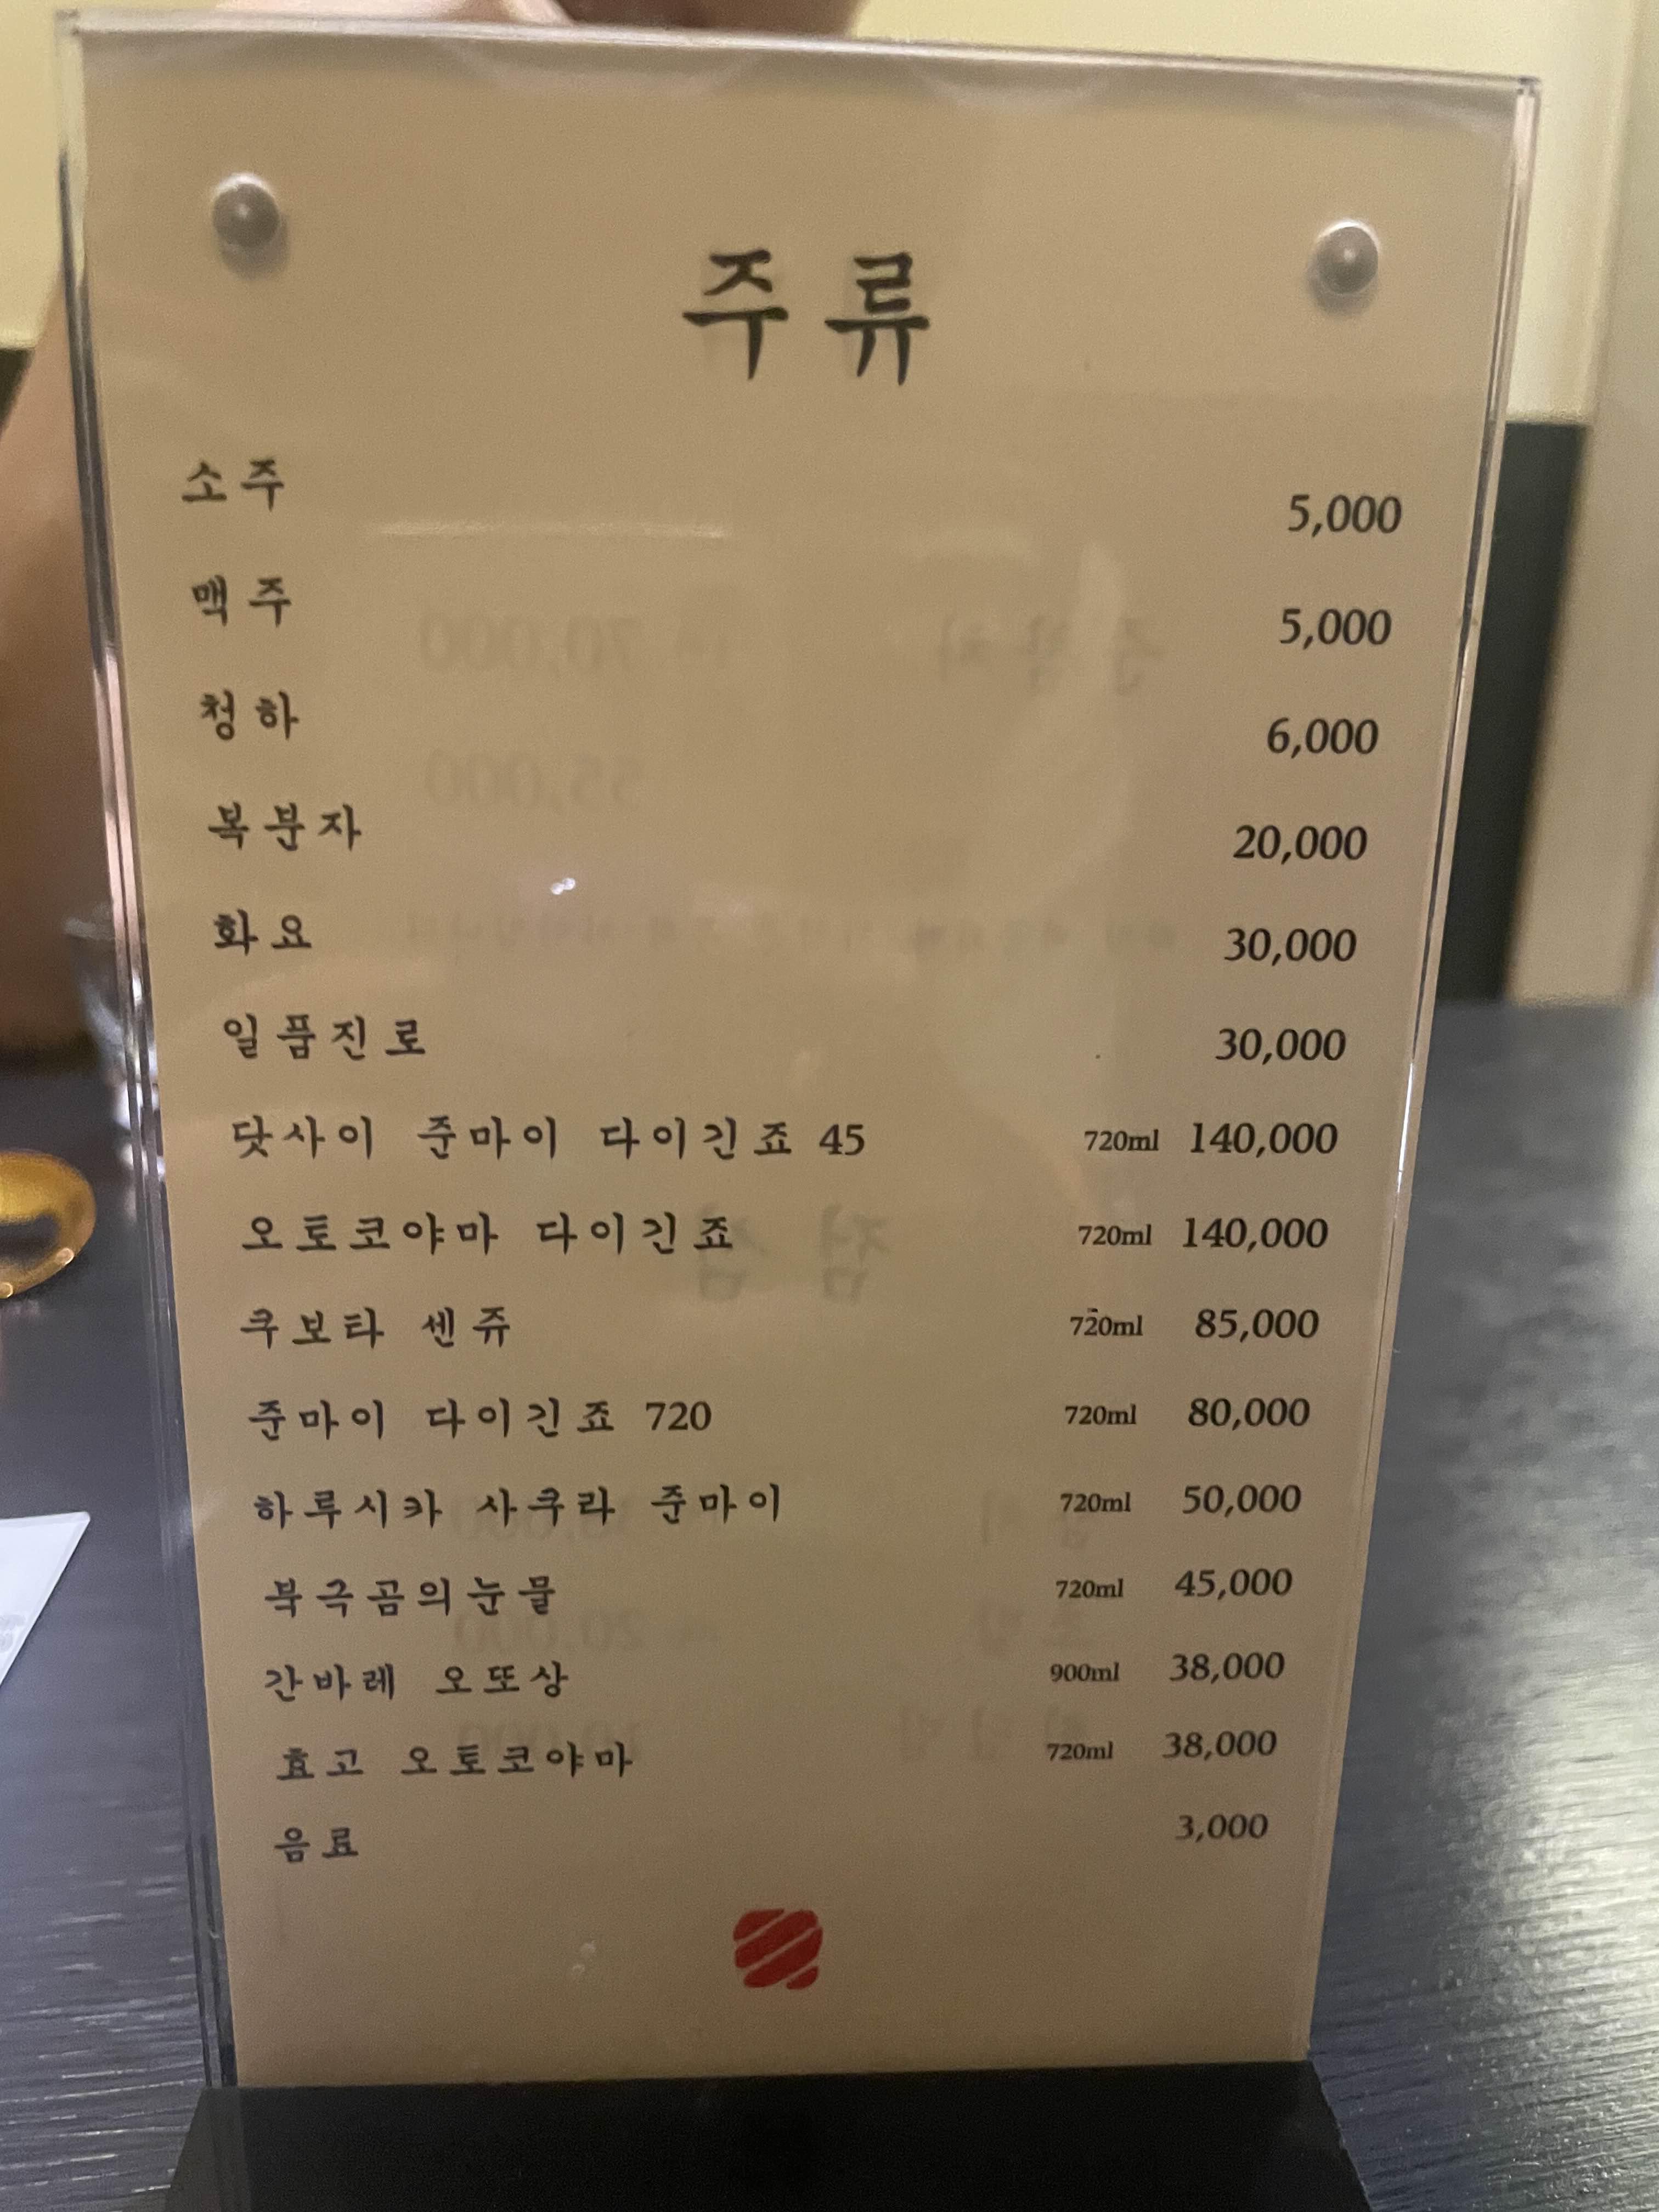 주류
소주 5,000
맥주 5,000
청하 6,000
복분자 20,000
화요 30,000
일품진로 30,000
닷사이 준마이 다이긴죠 45 720ml 140,000
오토코야마 다이긴죠 720ml 140,000
쿠보타 센쥬 720ml 85,000
준마이 다이긴죠 720 720ml 80,000
하루시카 사쿠라 준마이 720ml 50,000
북극곰의눈물 720ml 45,000
간바레 오또상 900ml 38,000
효고 오토코야마 720ml 38,000
음료 3,000